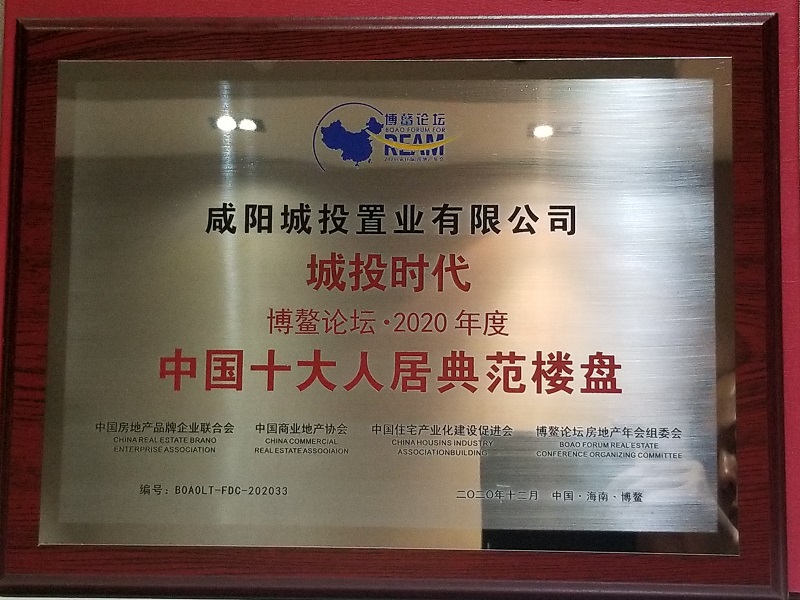 博鳌论坛
BOAO FORUM FOR
REAM
咸阳城投置业有限公司
城投时代
博鳌论坛·2020 年度
中国十大人居典范楼盘
中国房地产品牌企业联合会
CHINA REAL ESTATE BRAND
ENTERPRISE ASSOCIATION
中国商业地产协会
CHINA COMMERCIAL
REAL ESTATE ASSOQIAION
中国住宅产业化建设促进会
CHINA HOUSINS INDUSTRY
ASSOCIATIONBUILDING
博鳌论坛房地产年会组委会
BOAO FORUM REAL ESTATE
CONFERENCE ORGANIZING COMMITTEE
编号：BOAOLT-FDC-202033
二〇二〇年十二月 中国·海南·博鳌